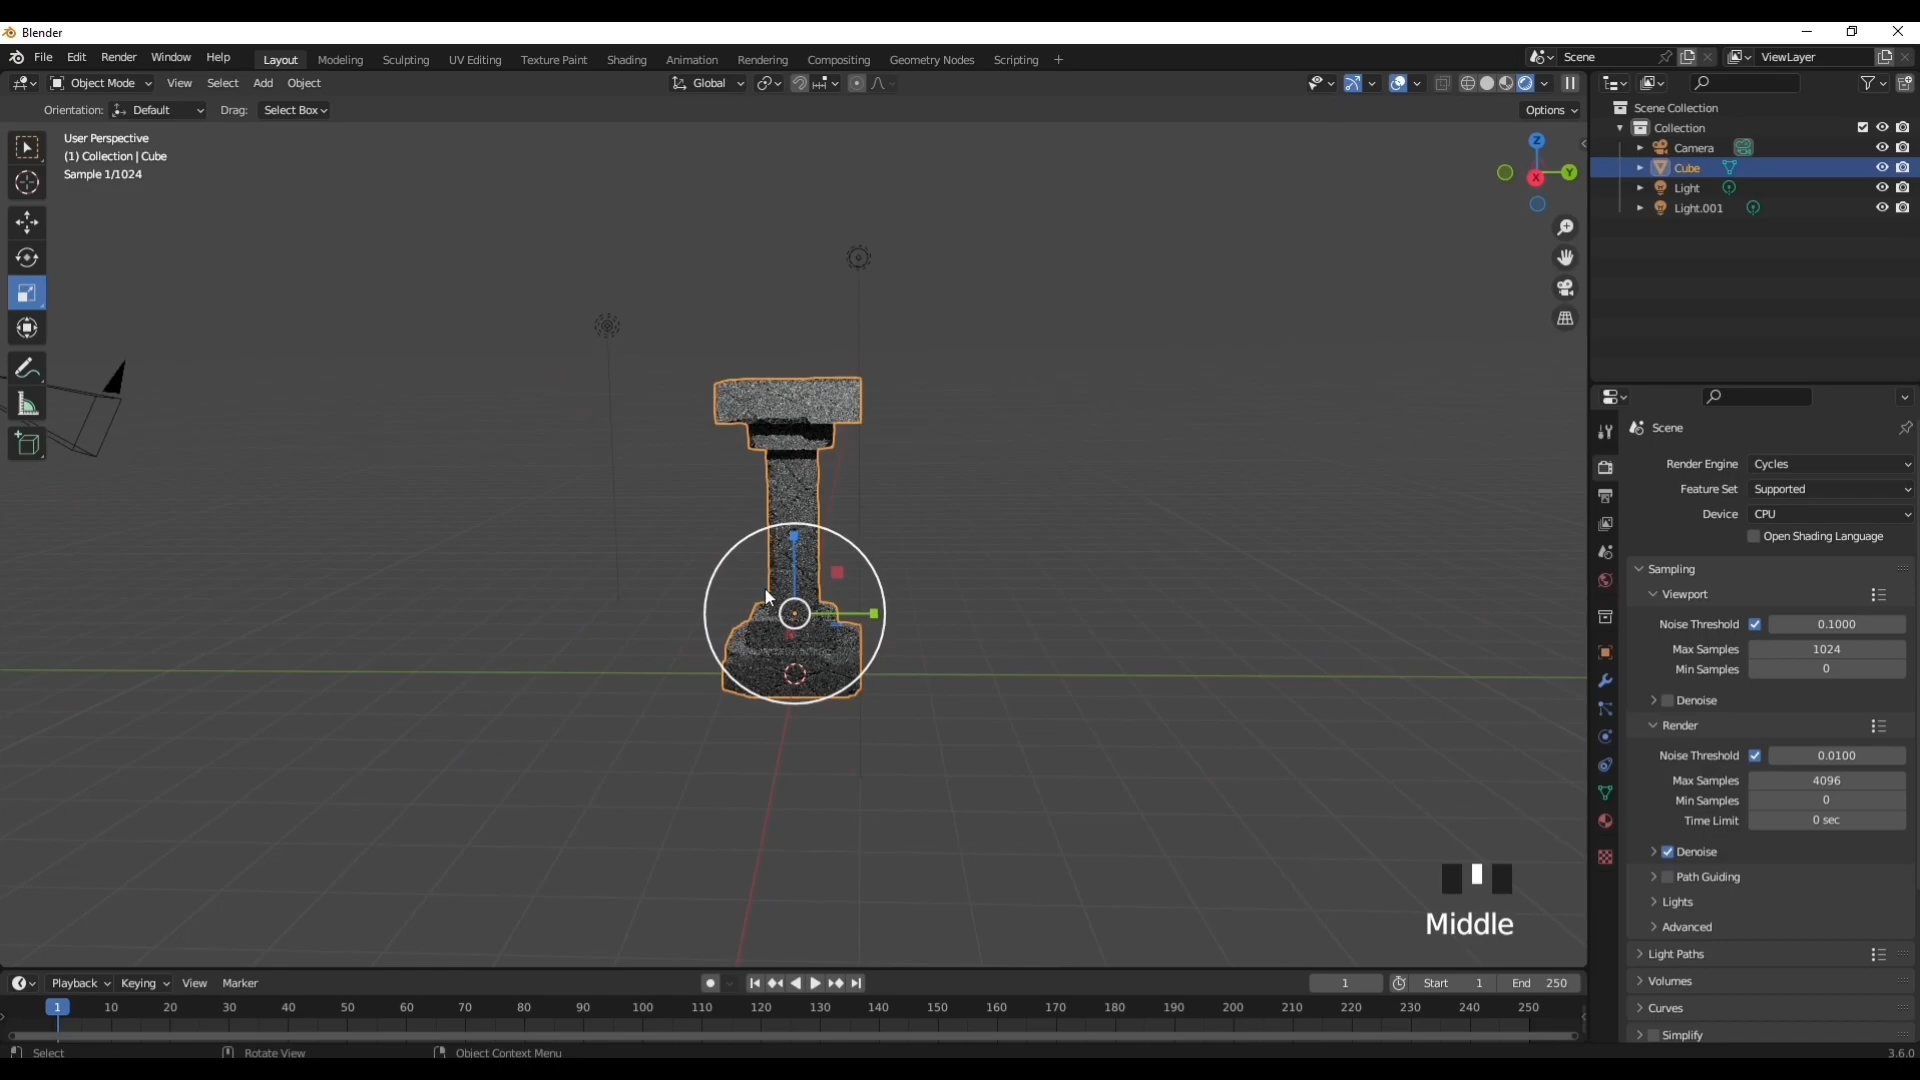 Blender
File Edit Render Window Help Layout Modeling Sculpting UV Editing Texture Paint Shading Animation Rendering Compositing Geometry Nodes Scripting + Scene ViewLayer
Object Mode View Select Add Object Global
Orientation: Default Drag: Select Box Options
User Perspective
(1) Collection | Cube
Sample 1/1024
Z
Y
X
Scene Collection
Collection
Camera
Cube
Light
Light.001
Scene
Render Engine Cycles
Feature Set Supported
Device CPU
Open Shading Language
Sampling
Viewport
Noise Threshold 0.1000
Max Samples 1024
Min Samples 0
Denoise
Render
Noise Threshold 0.0100
Max Samples 4096
Min Samples 0
Time Limit 0 sec
Denoise
Path Guiding
Lights
Advanced
Light Paths
Volumes
Curves
Simplify
Middle
Playback Keying View Marker 1 Start 1 End 250
1 10 20 30 40 50 60 70 80 90 100 110 120 130 140 150 160 170 180 190 200 210 220 230 240 250
Select Rotate View Object Context Menu 3.6.0